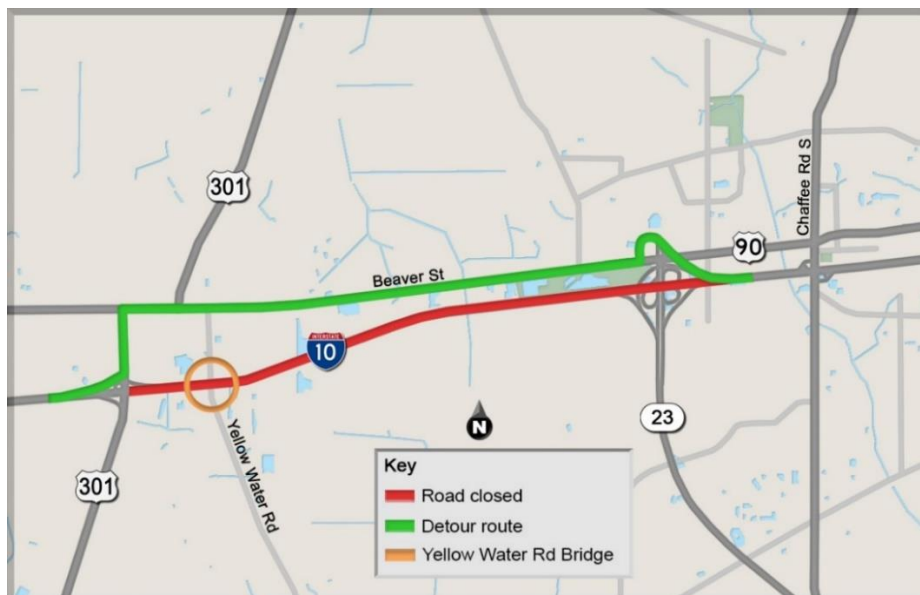 301
Chaffee Rd S
90
Beaver St
INTERSTATE
10
23
N
Yellow Water Rd
301
Key
Road closed
Detour route
Yellow Water Rd Bridge